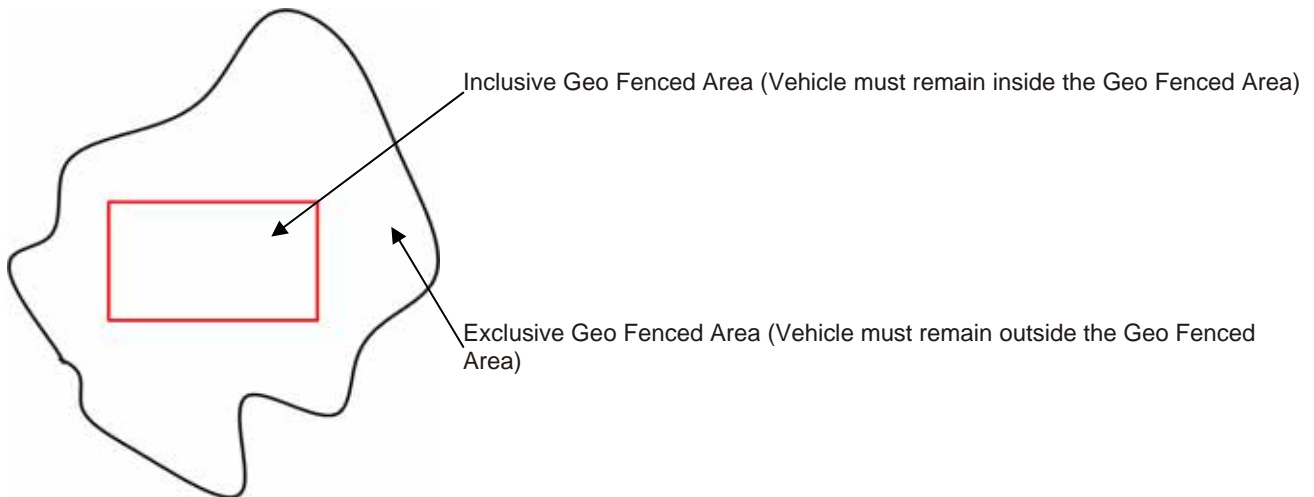 Inclusive Geo Fenced Area (Vehicle must remain inside the Geo Fenced Area)
Exclusive Geo Fenced Area (Vehicle must remain outside the Geo Fenced
Area)